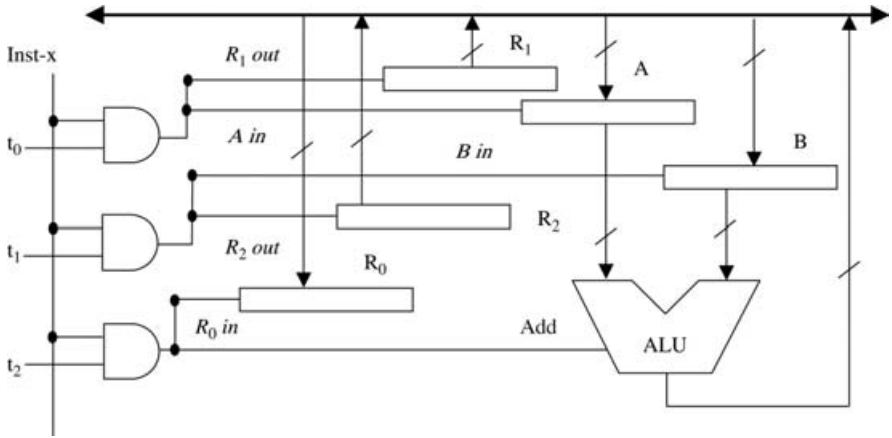 Inst-x
R₁ out
R₁
A
t₀
A in
B in
B
R₂ out
R₂
t₁
R₀
R₀ in
Add
ALU
t₂